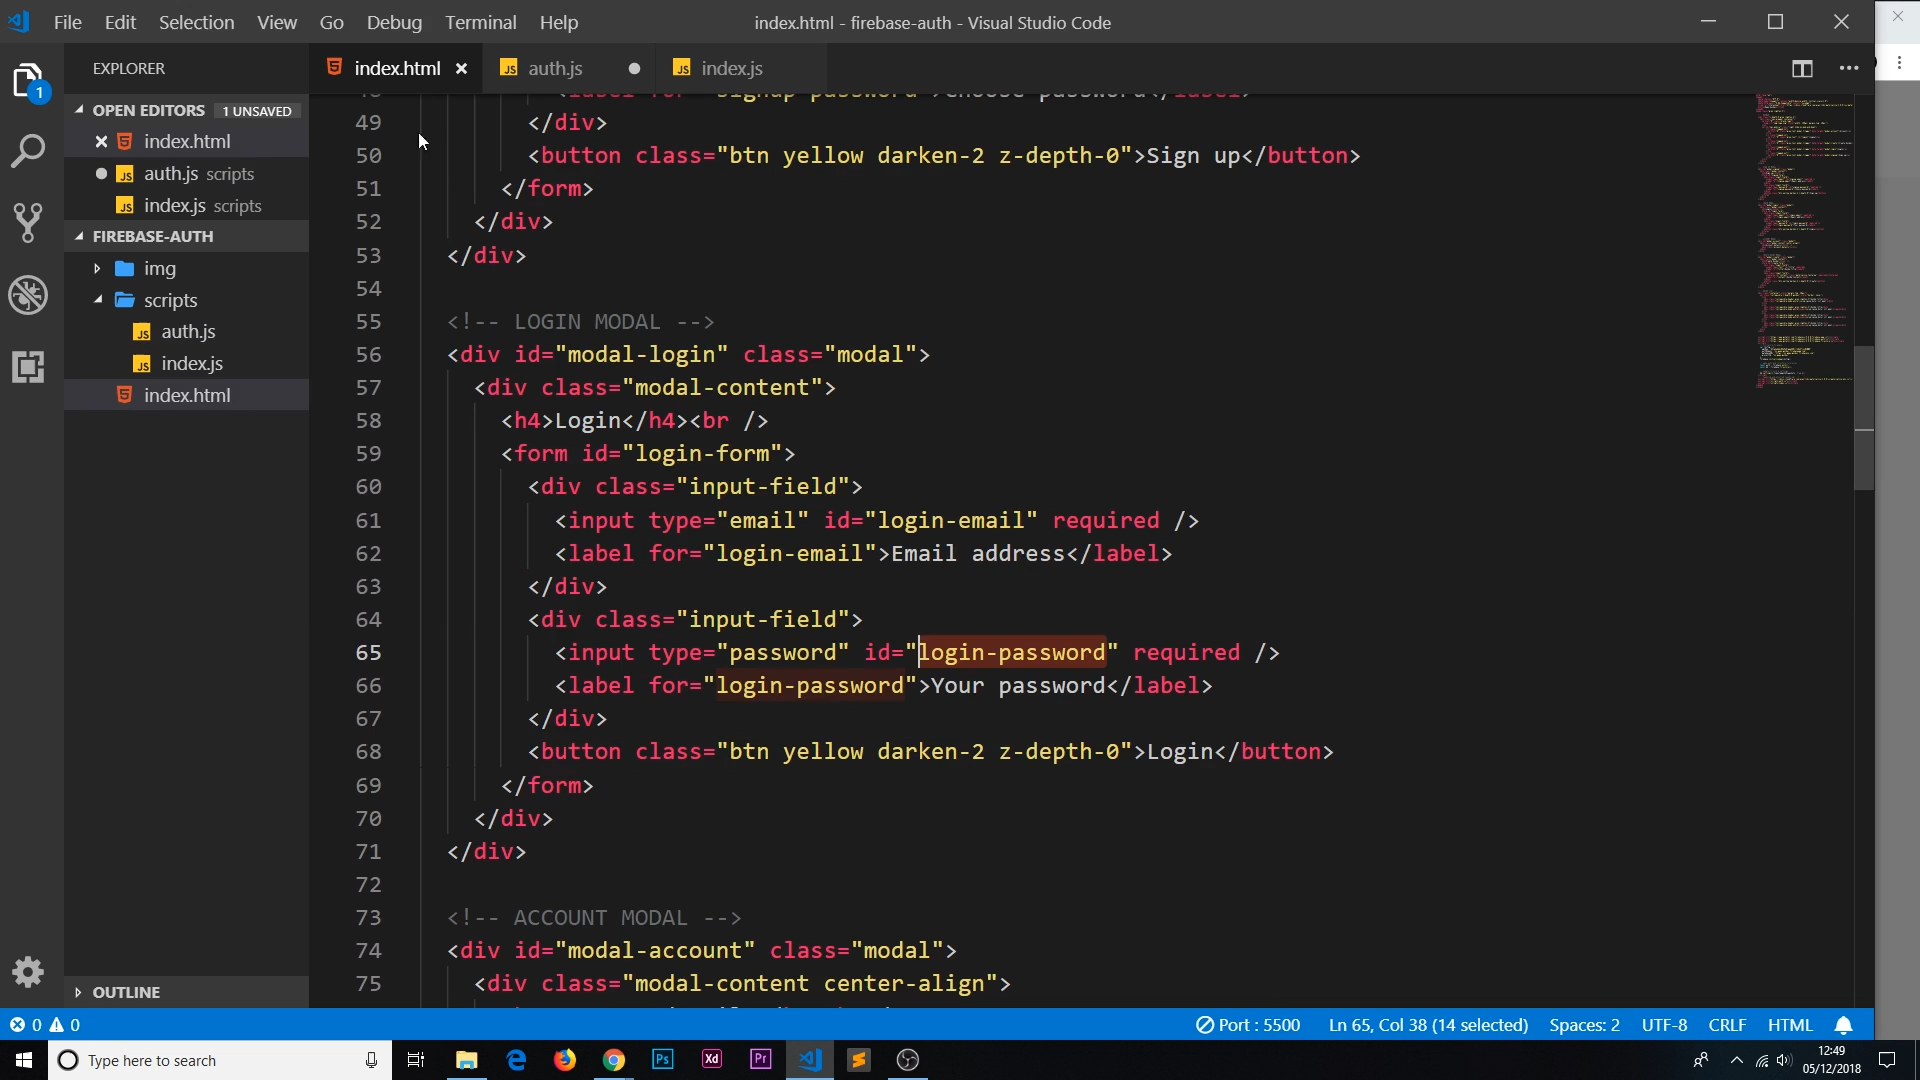 File Edit Selection View Go Debug Terminal Help
index.html - firebase-auth - Visual Studio Code
EXPLORER
index.html
auth.js
index.js
1
OPEN EDITORS 1 UNSAVED
index.html
auth.js scripts
index.js scripts
FIREBASE-AUTH
img
scripts
auth.js
index.js
index.html
OUTLINE
49 </div>
50 <button class="btn yellow darken-2 z-depth-0">Sign up</button>
51 </form>
52 </div>
53 </div>
54
55 <!-- LOGIN MODAL -->
56 <div id="modal-login" class="modal">
57 <div class="modal-content">
58 <h4>Login</h4><br />
59 <form id="login-form">
60 <div class="input-field">
61 <input type="email" id="login-email" required />
62 <label for="login-email">Email address</label>
63 </div>
64 <div class="input-field">
65 <input type="password" id="login-password" required />
66 <label for="login-password">Your password</label>
67 </div>
68 <button class="btn yellow darken-2 z-depth-0">Login</button>
69 </form>
70 </div>
71 </div>
72
73 <!-- ACCOUNT MODAL -->
74 <div id="modal-account" class="modal">
75 <div class="modal-content center-align">
0 0
Port : 5500 Ln 65, Col 38 (14 selected) Spaces: 2 UTF-8 CRLF HTML
Type here to search
Ps
Xd
Pr
12:49
05/12/2018